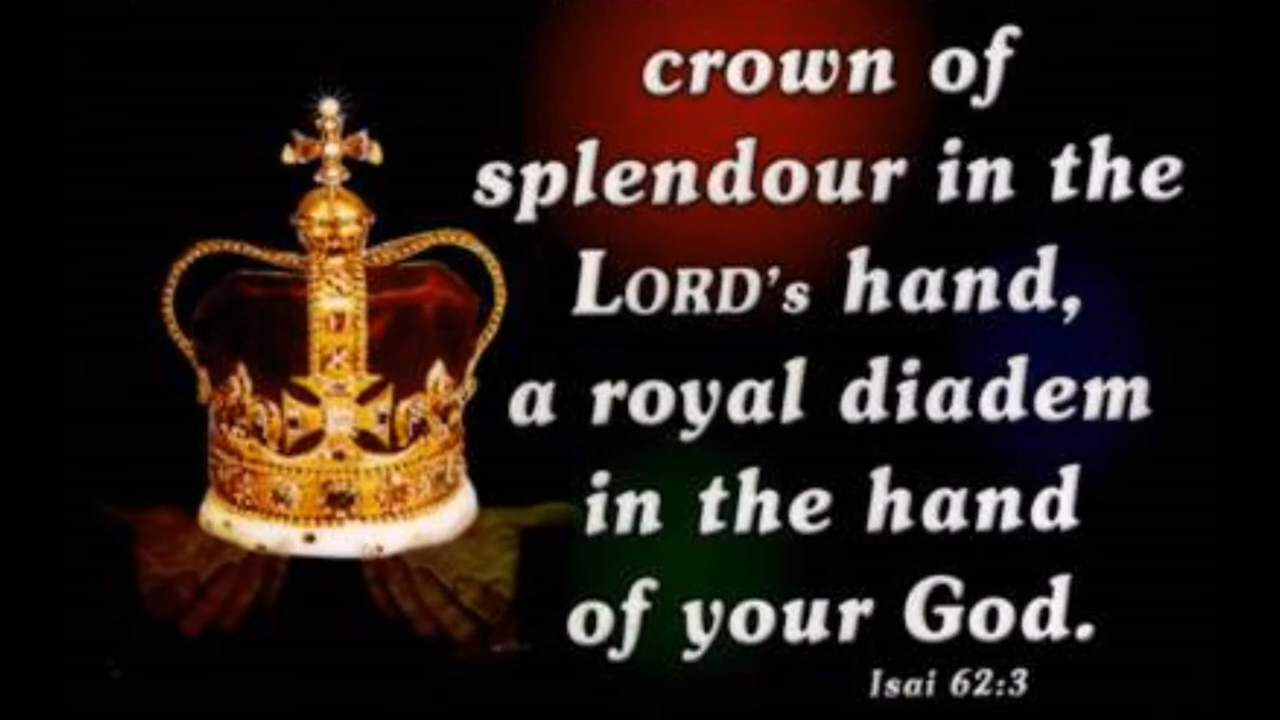 crown of
splendour in the
LORD's hand,
a royal diadem
in the hand
of your God.
Isai 62:3